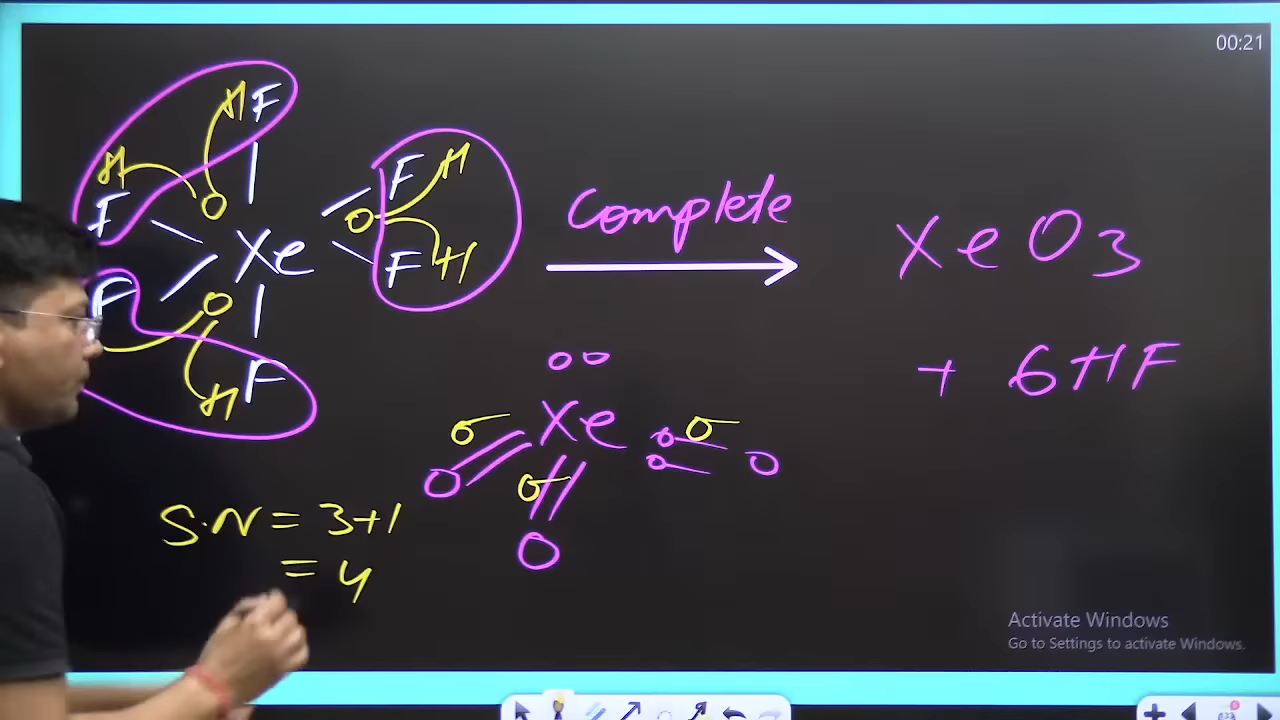 00:21
H F
H F H
O O
F
Xe
F H
F O
H F
Complete
XeO3
+ 6HF
Xe
σ σ
O O
σ
O
S.N = 3+1
= 4
Activate Windows
Go to Settings to activate Windows.